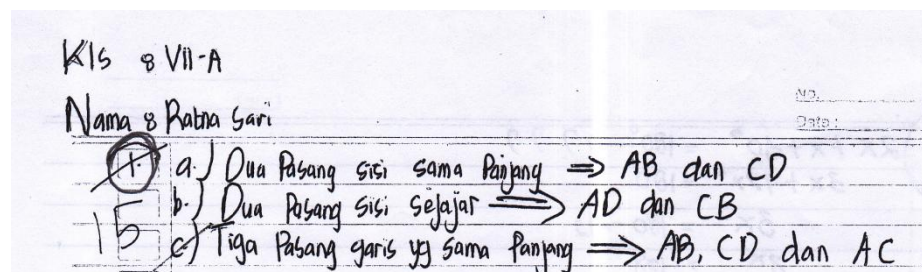 Kls : VII-A
Nama : Ratna Sari
No.
Date :
1. a.) Dua Pasang sisi sama Panjang ⇒ AB dan CD
b.) Dua Pasang sisi sejajar ⇒ AD dan CB
15 c.) Tiga Pasang garis yg sama Panjang ⇒ AB, CD dan AC